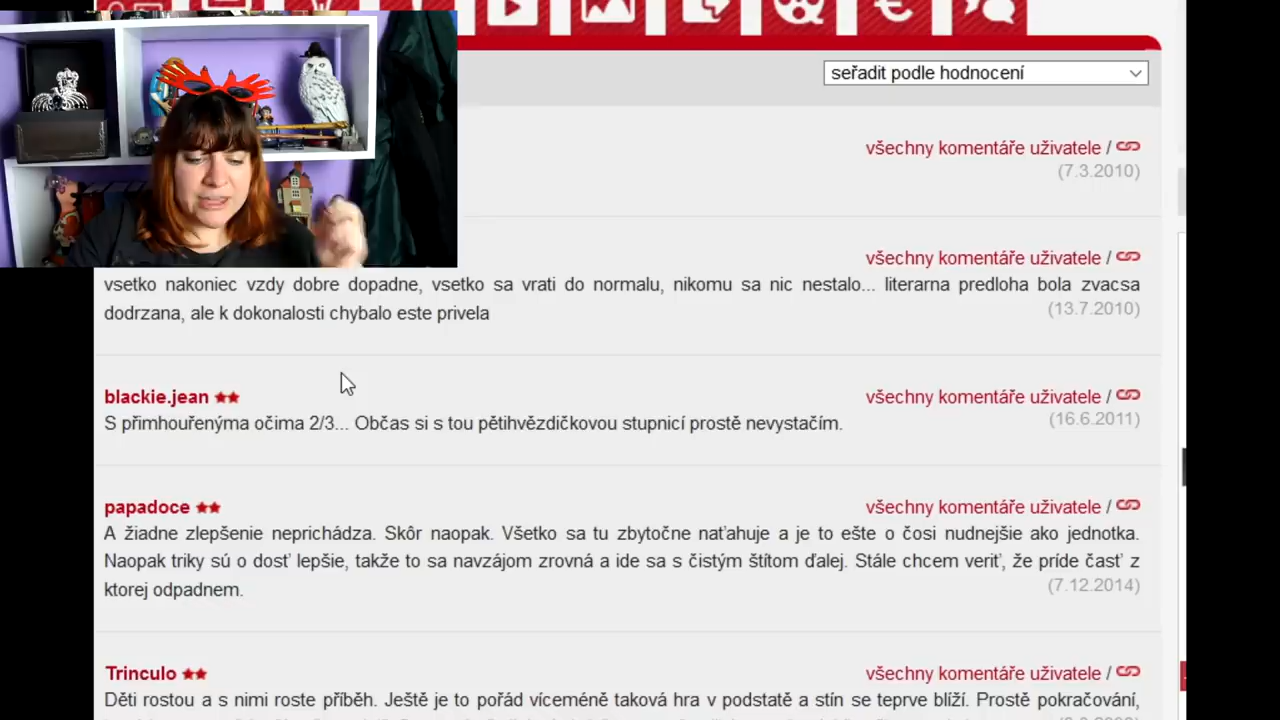 seřadit podle hodnocení
všechny komentáře uživatele /
(7.3.2010)
všechny komentáře uživatele /
vsetko nakoniec vzdy dobre dopadne, vsetko sa vrati do normalu, nikomu sa nic nestalo... literarna predloha bola zvacsa
(13.7.2010)
dodrzana, ale k dokonalosti chybalo este privela
blackie.jean ★★
všechny komentáře uživatele /
S přimhouřenýma očima 2/3... Občas si s tou pětihvězdičkovou stupnicí prostě nevystačím.
(16.6.2011)
papadoce ★★
všechny komentáře uživatele /
A žiadne zlepšenie neprichádza. Skôr naopak. Všetko sa tu zbytočne naťahuje a je to ešte o čosi nudnejšie ako jednotka.
Naopak triky sú o dosť lepšie, takže to sa navzájom zrovná a ide sa s čistým štítom ďalej. Stále chcem veriť, že príde časť z
ktorej odpadnem.
(7.12.2014)
Trinculo ★★
všechny komentáře uživatele /
Děti rostou a s nimi roste příběh. Ještě je to pořád víceméně taková hra v podstatě a stín se teprve blíží. Prostě pokračování,